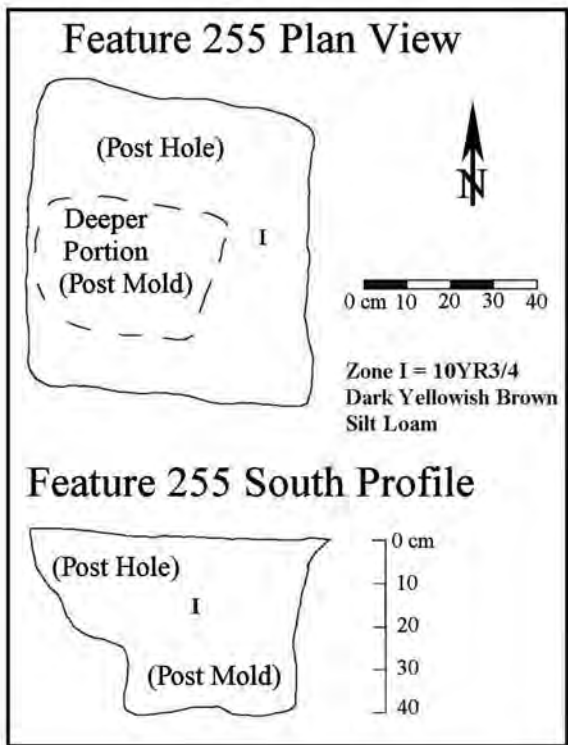 Feature 255 Plan View
(Post Hole)
N
Deeper
Portion
(Post Mold)
I
0 cm 10 20 30 40
Zone I = 10YR3/4
Dark Yellowish Brown
Silt Loam
Feature 255 South Profile
(Post Hole)
I
(Post Mold)
0 cm
10
20
30
40